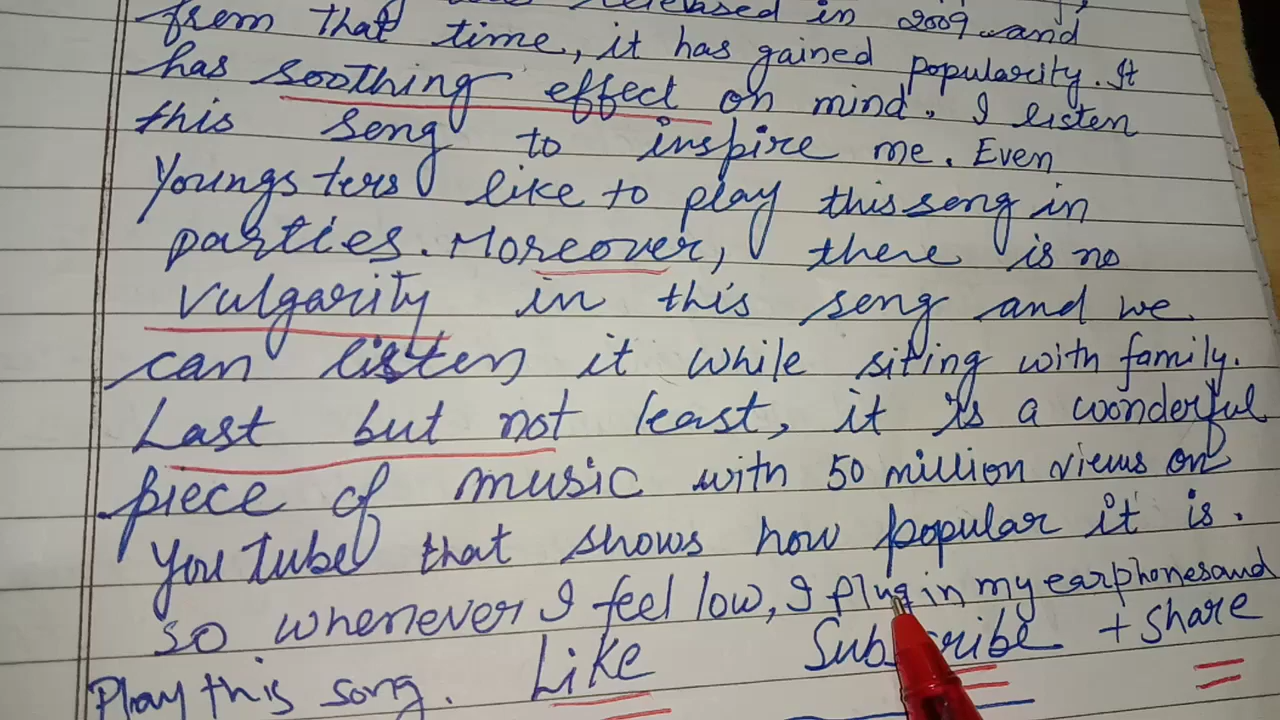 released in 2009 and
from that time, it has gained popularity. It
has soothing effect on mind. I listen
this song to inspire me. Even
Youngsters like to play this song in
parties. Moreover, there is no
vulgarity in this song and we
can listen it while siting with family.
Last but not least, it is a wonderful
piece of music with 50 million views on
YouTube that shows how popular it is.
so whenever I feel low, I plug in my earphones and
Play this song. Like Subscribe + Share